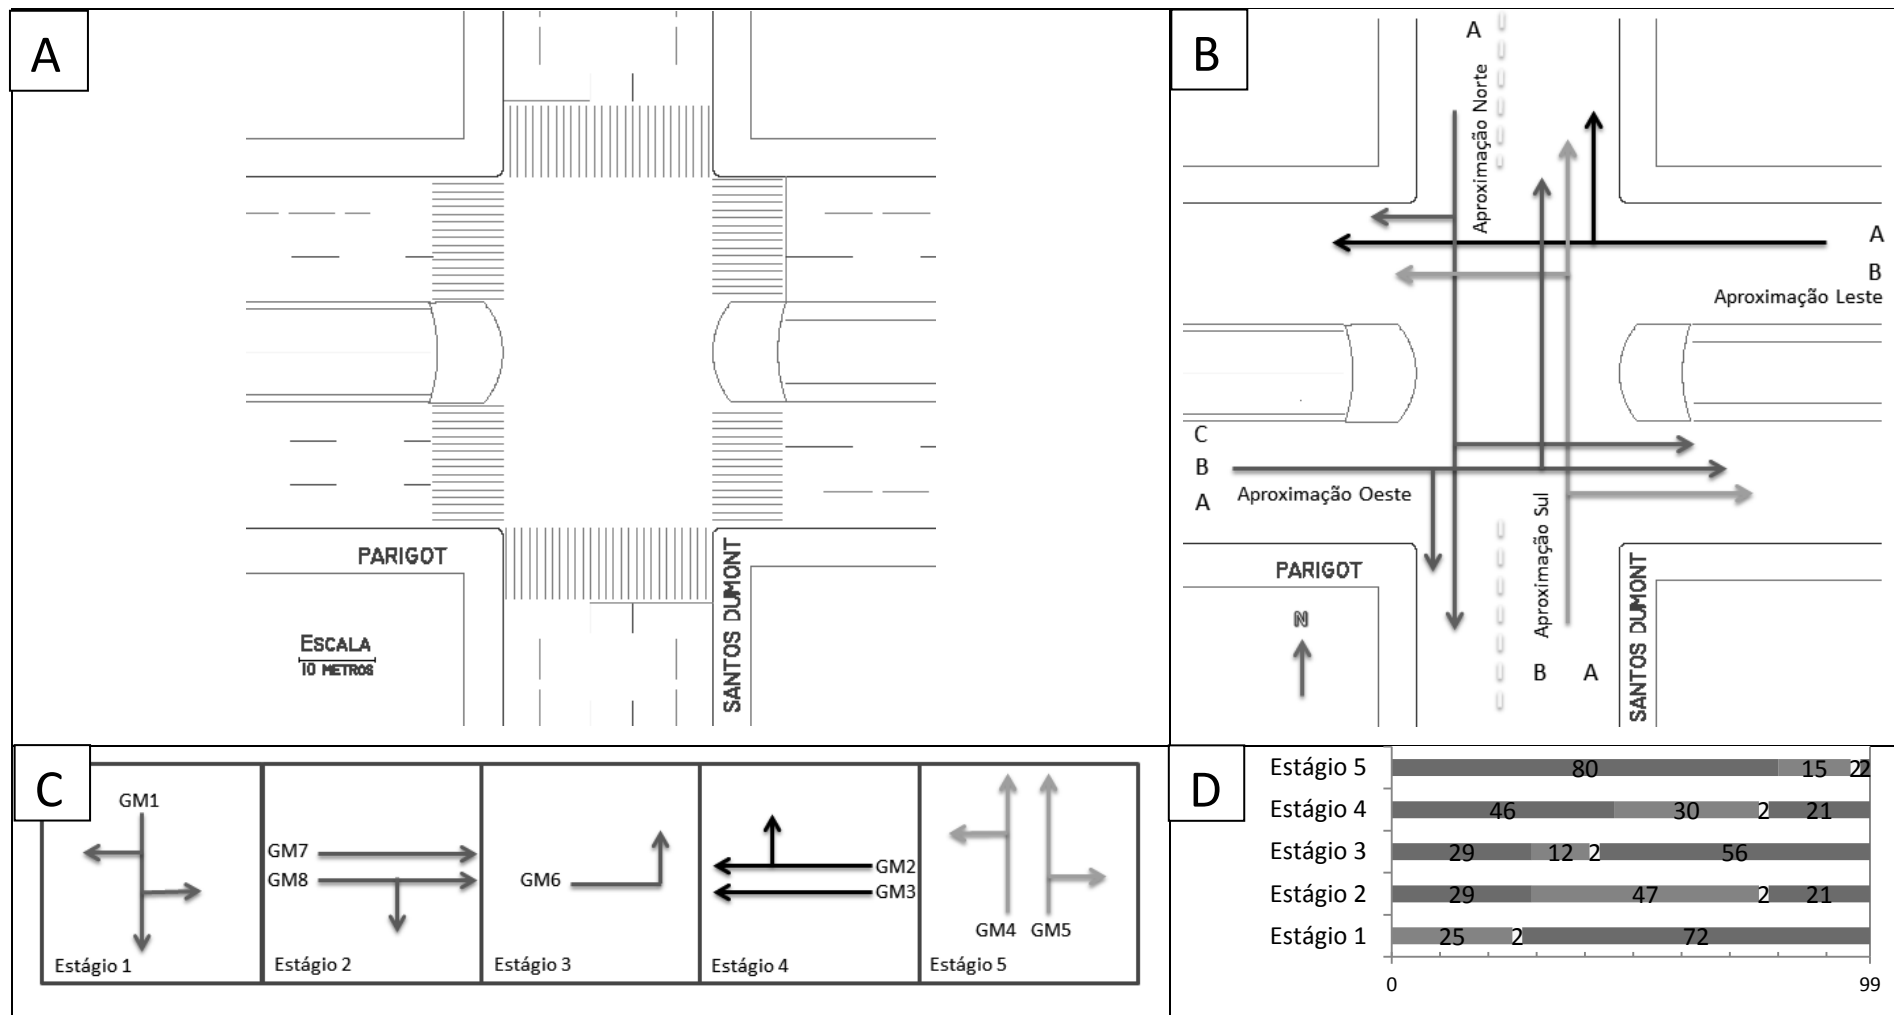 A
PARIGOT
SANTOS DUMONT
ESCALA
10 METROS
B
A
Aproximação Norte
A
B
Aproximação Leste
C
B
A
Aproximação Oeste
Aproximação Sul
PARIGOT
N
B A
SANTOS DUMONT
C
GM1
Estágio 1
GM7
GM8
Estágio 2
GM6
Estágio 3
GM2
GM3
Estágio 4
GM4 GM5
Estágio 5
D
Estágio 5 80 15 2 2
Estágio 4 46 30 2 21
Estágio 3 29 12 2 56
Estágio 2 29 47 2 21
Estágio 1 25 2 72
0 99